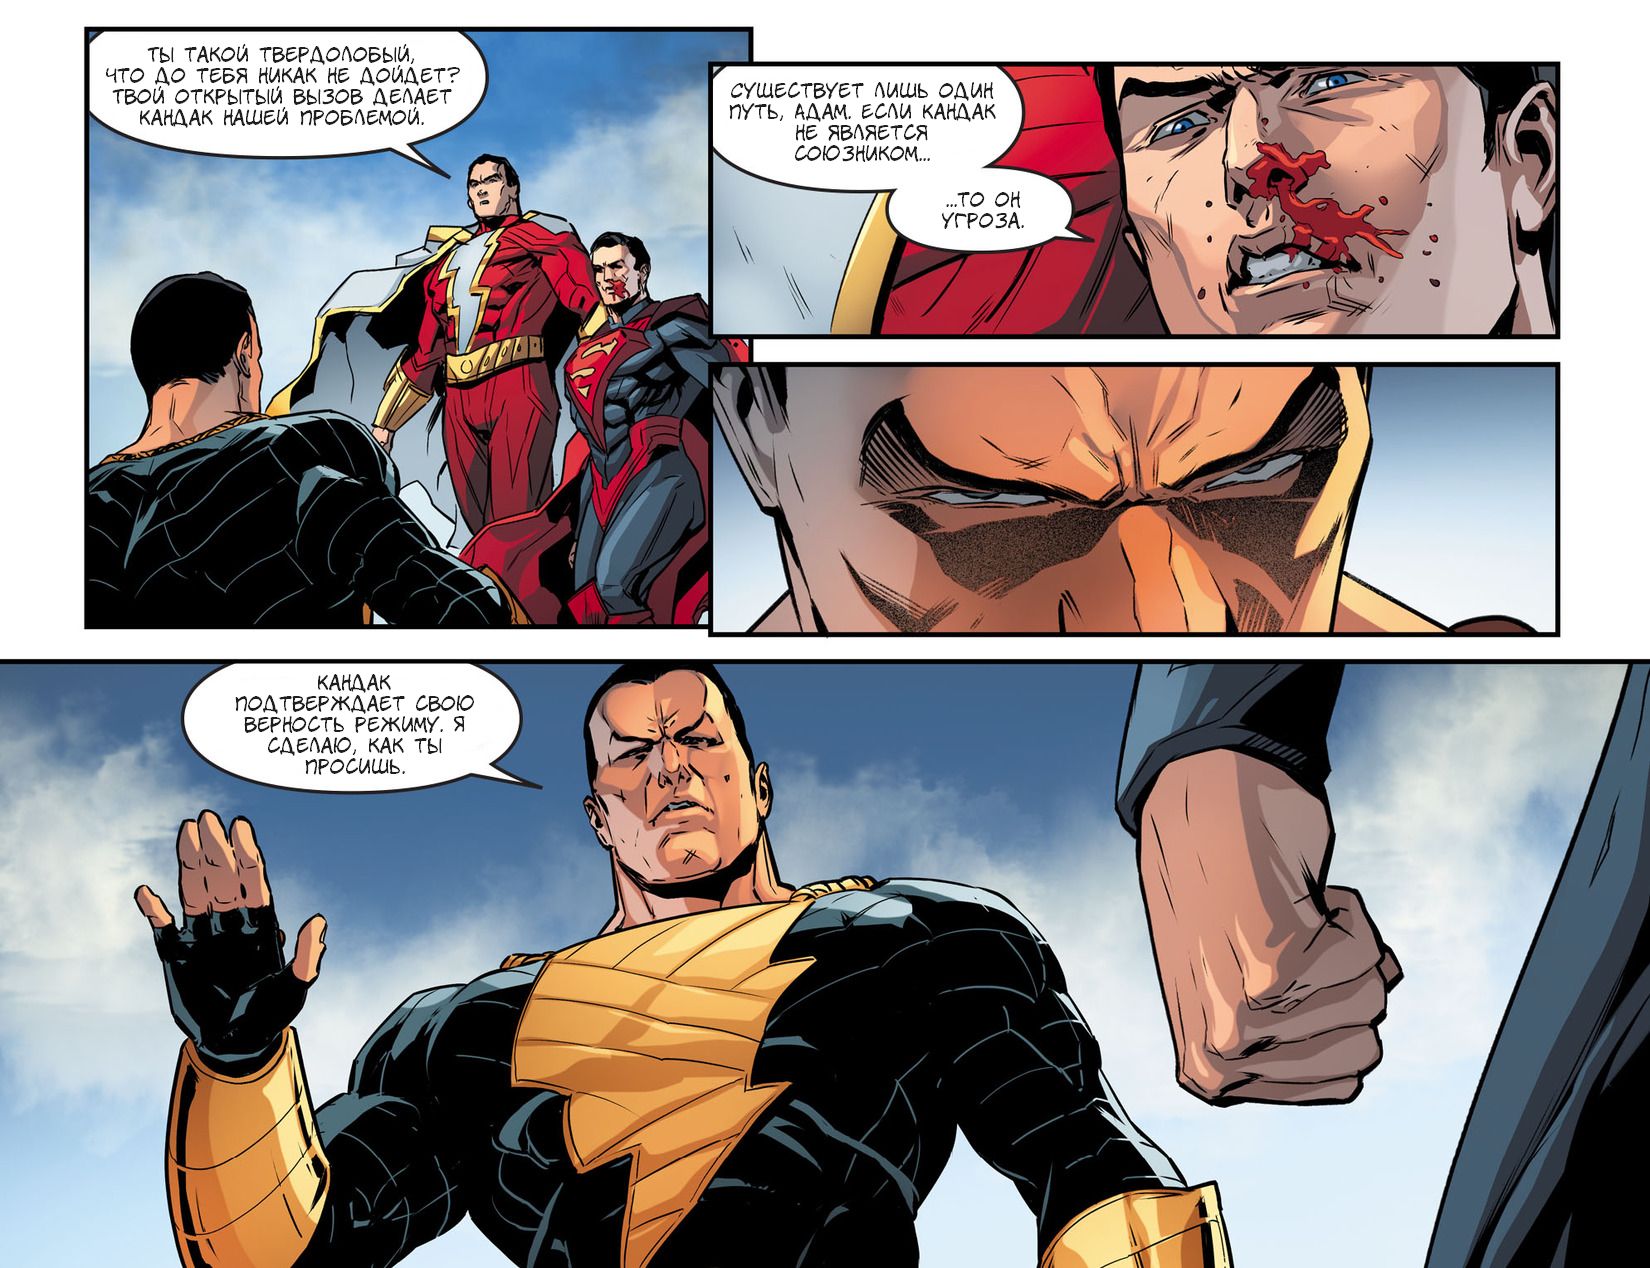 ТЫ ТАКОЙ ТВЕРДОЛОБЫЙ,
ЧТО ДО ТЕБЯ НИКАК НЕ ДОЙДЕТ?
ТВОЙ ОТКРЫТЫЙ ВЫЗОВ ДЕЛАЕТ
КАНДАК НАШЕЙ ПРОБЛЕМОЙ.
СУЩЕСТВУЕТ ЛИШЬ ОДИН
ПУТЬ, АДАМ. ЕСЛИ КАНДАК
НЕ ЯВЛЯЕТСЯ
СОЮЗНИКОМ...
...ТО ОН
УГРОЗА.
КАНДАК
ПОДТВЕРЖДАЕТ СВОЮ
ВЕРНОСТЬ РЕЖИМУ. Я
СДЕЛАЮ, КАК ТЫ
ПРОСИШЬ.